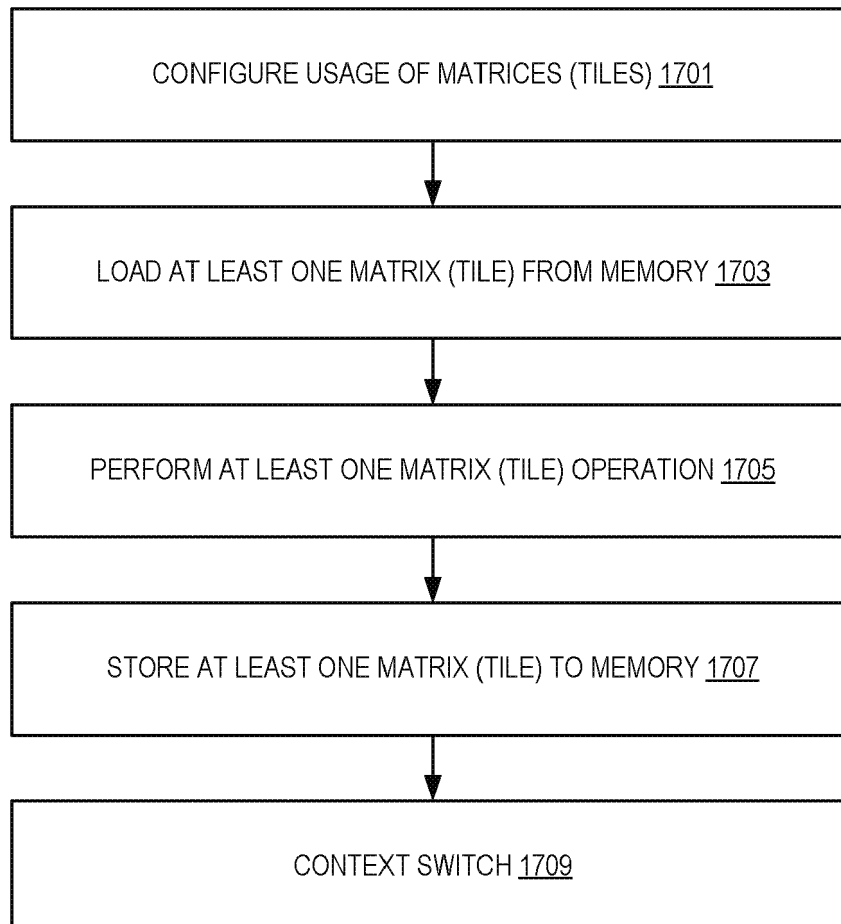 CONFIGURE USAGE OF MATRICES (TILES) 1701
LOAD AT LEAST ONE MATRIX (TILE) FROM MEMORY 1703
PERFORM AT LEAST ONE MATRIX (TILE) OPERATION 1705
STORE AT LEAST ONE MATRIX (TILE) TO MEMORY 1707
CONTEXT SWITCH 1709